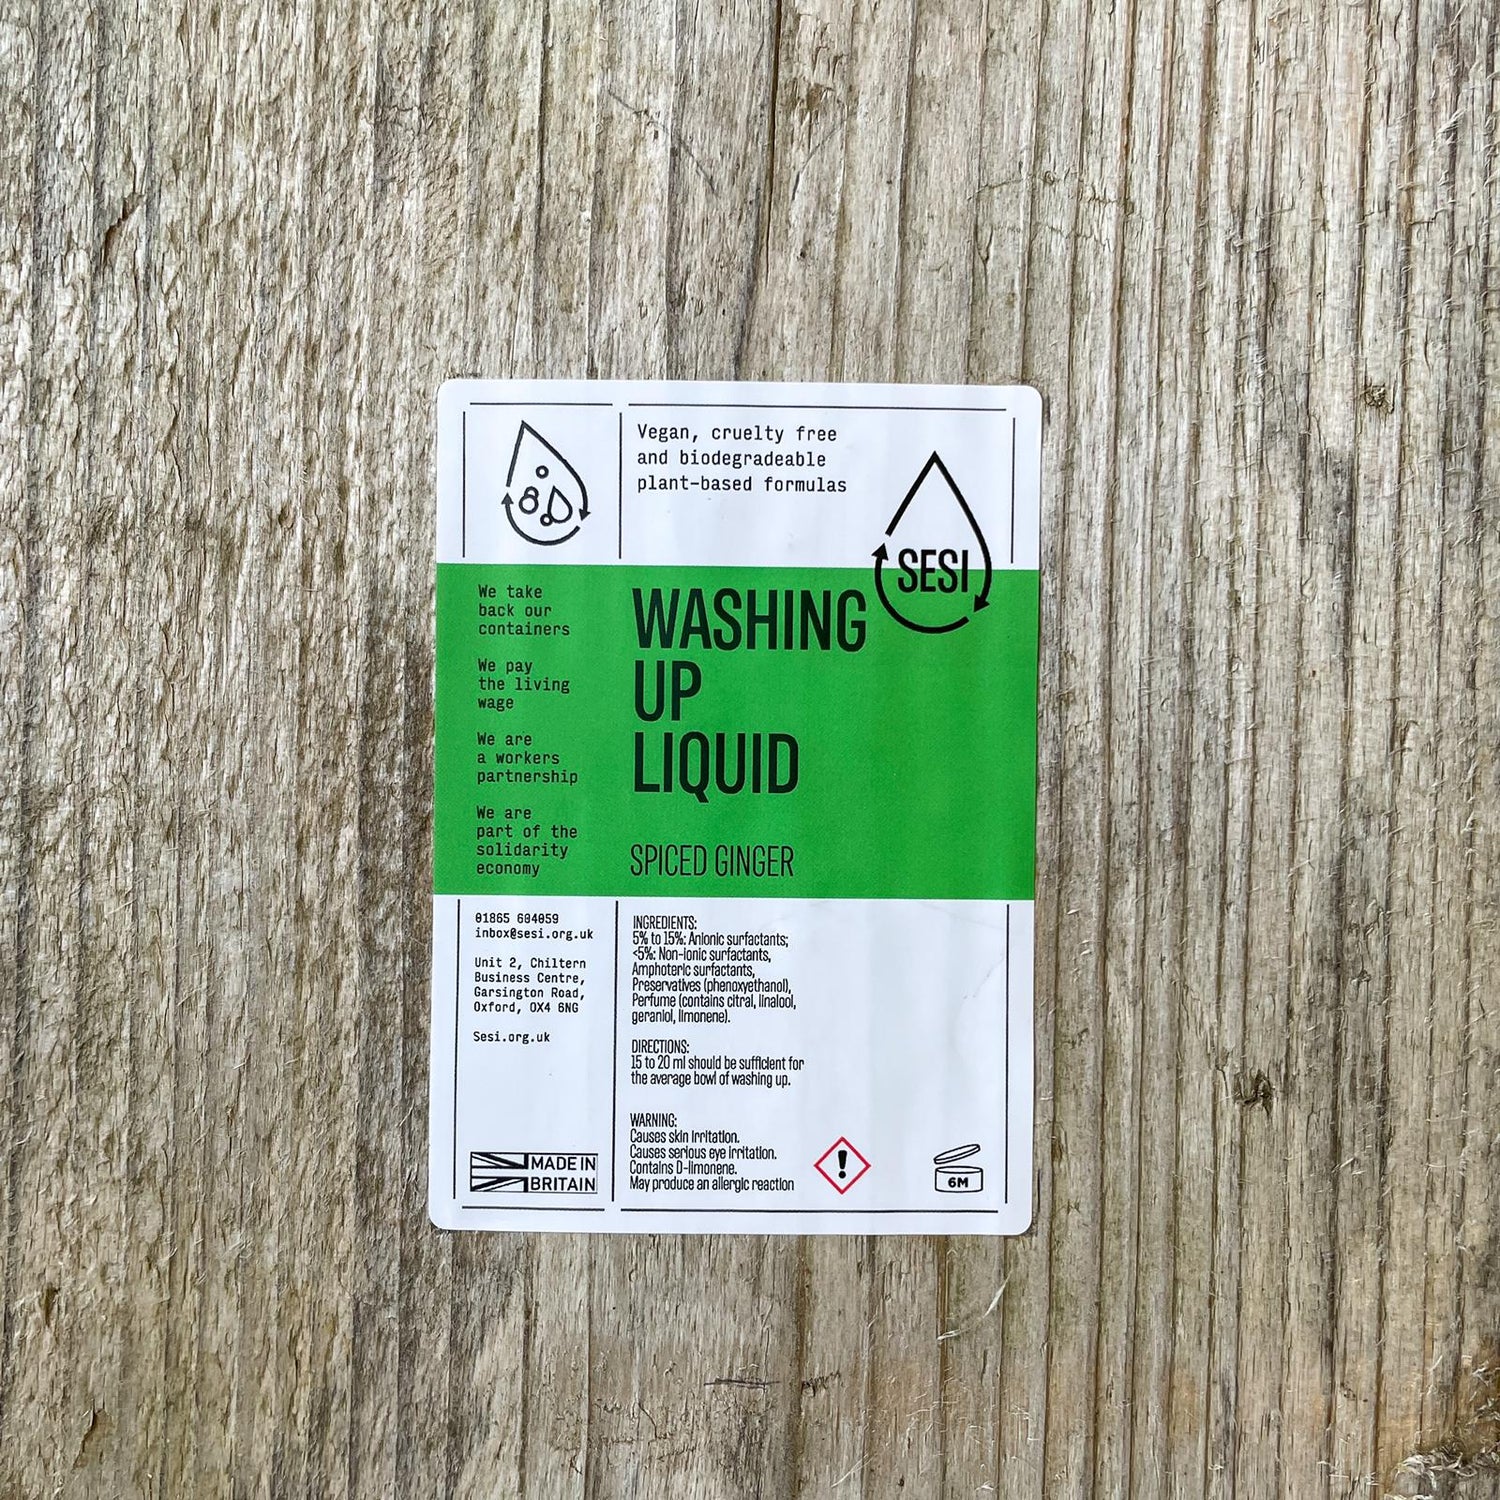 Vegan, cruelty free
and biodegradeable
plant-based formulas
SESI
We take
back our
containers
We pay
the living
wage
We are
a workers
partnership
We are
part of the
solidarity
economy
WASHING
UP
LIQUID
SPICED GINGER
01865 604059
inbox@sesi.org.uk
Unit 2, Chiltern
Business Centre,
Garsington Road,
Oxford, OX4 6NG
Sesi.org.uk
MADE IN
BRITAIN
INGREDIENTS:
5% to 15%: Anionic surfactants;
<5%: Non-ionic surfactants,
Amphoteric surfactants,
Preservatives (phenoxyethanol),
Perfume (contains citral, linalool,
geraniol, limonene).
DIRECTIONS:
15 to 20 ml should be sufficient for
the average bowl of washing up.
WARNING:
Causes skin irritation.
Causes serious eye irritation.
Contains D-limonene.
May produce an allergic reaction
6M